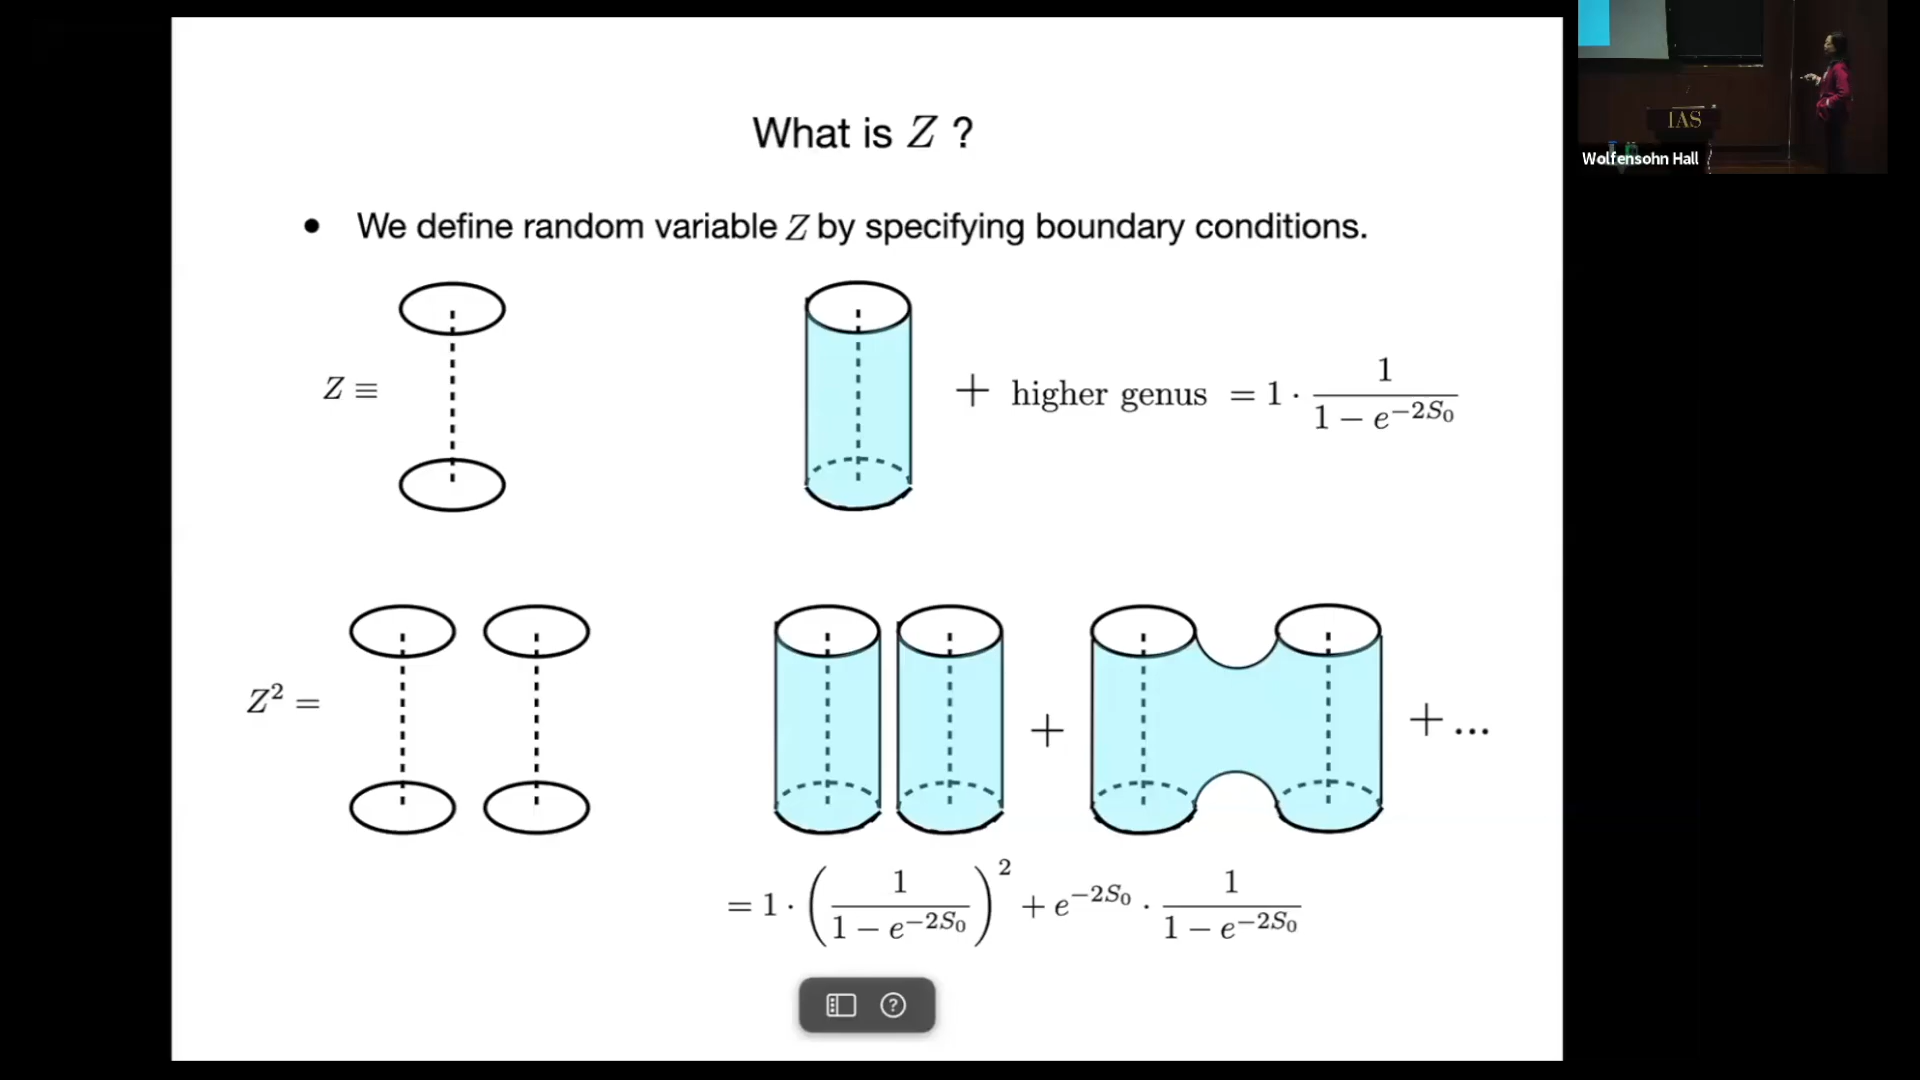 What is Z ?
• We define random variable Z by specifying boundary conditions.
Z ≡
+ higher genus = 1 · 1 / (1 − e^{−2S_0})
Z² =
+
+ ...
= 1 · (1 / (1 − e^{−2S_0}))² + e^{−2S_0} · 1 / (1 − e^{−2S_0})
?
IAS
Wolfensohn Hall